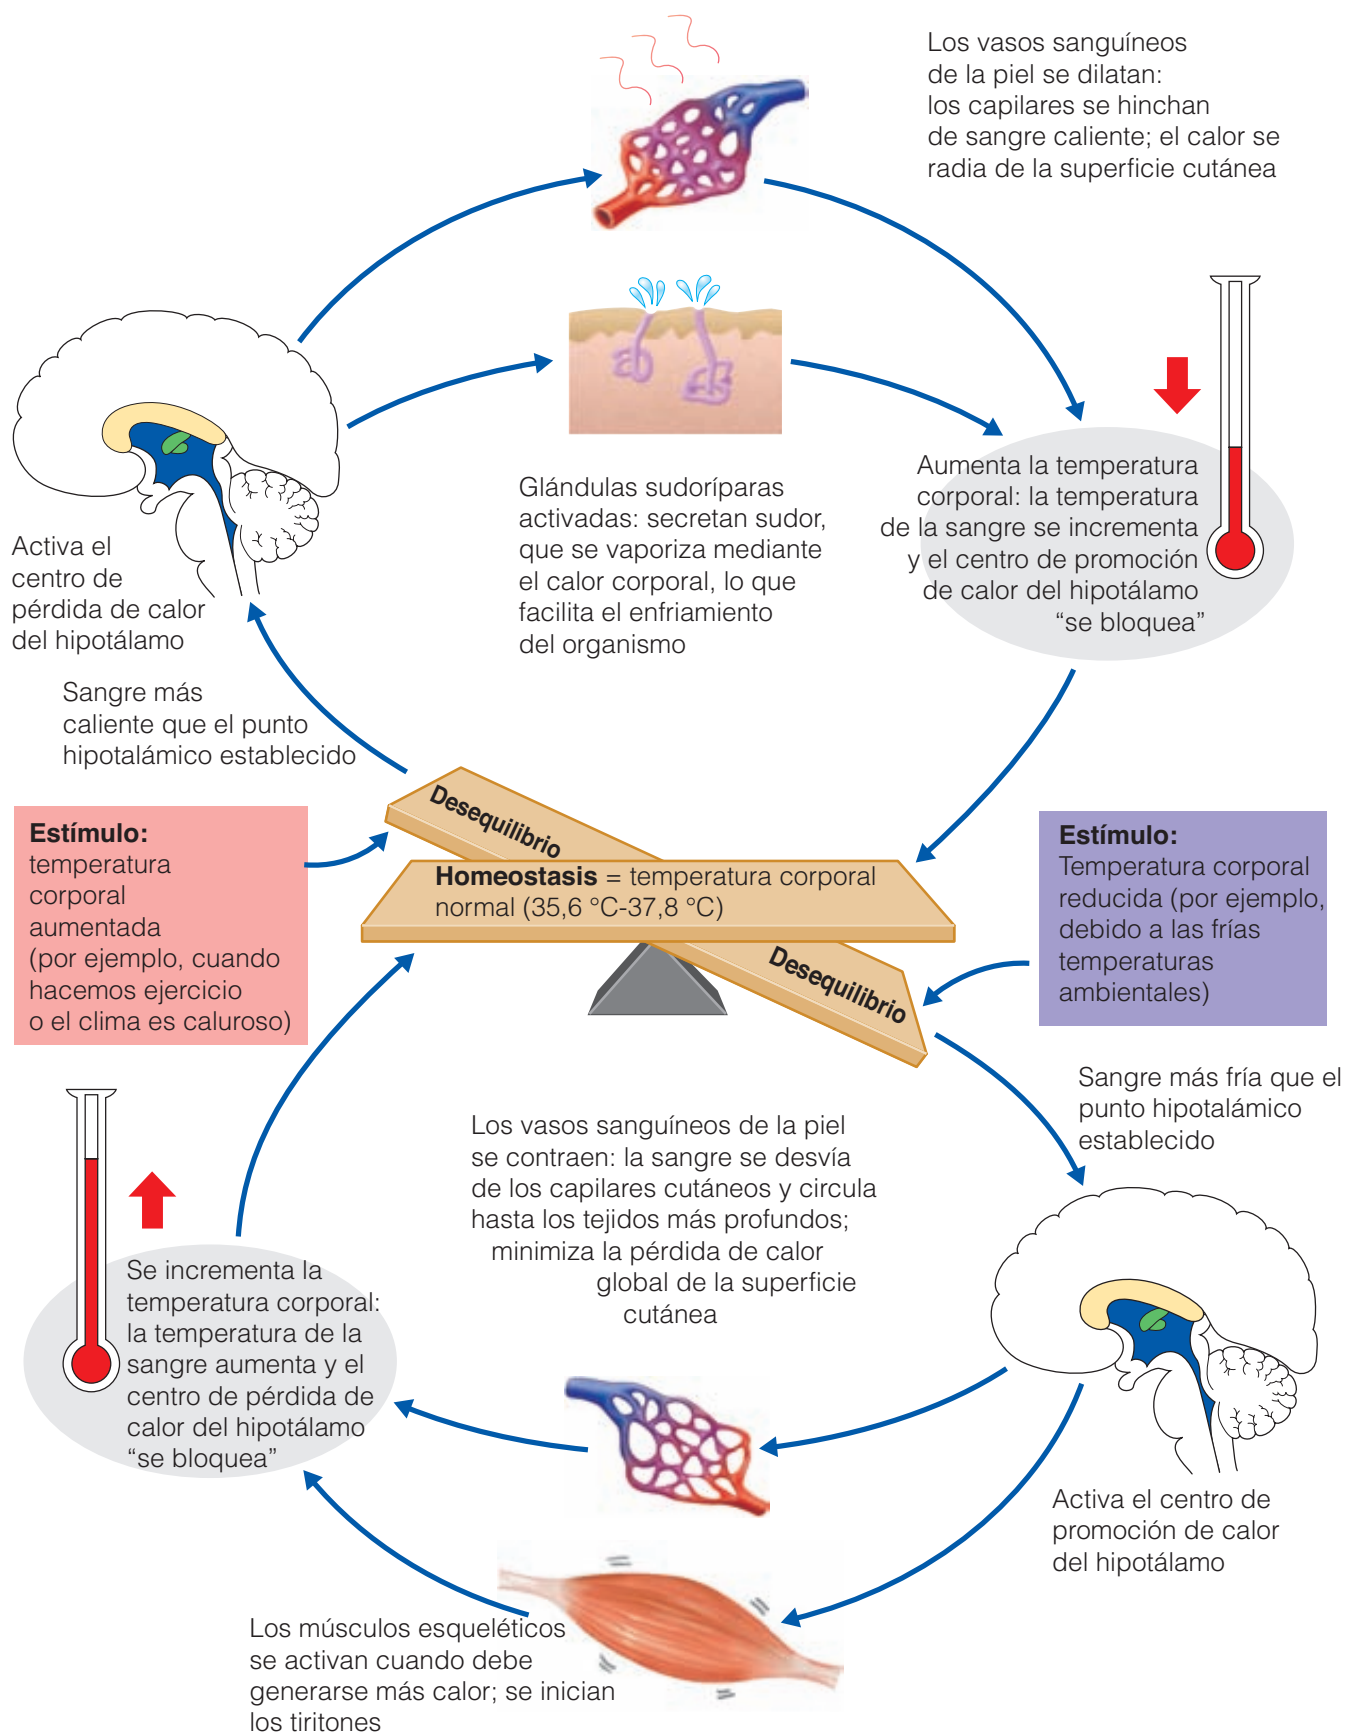 Los vasos sanguíneos
de la piel se dilatan:
los capilares se hinchan
de sangre caliente; el calor se
radia de la superficie cutánea
Glándulas sudoríparas
activadas: secretan sudor,
que se vaporiza mediante
el calor corporal, lo que
facilita el enfriamiento
del organismo
Aumenta la temperatura
corporal: la temperatura
de la sangre se incrementa
y el centro de promoción
de calor del hipotálamo
“se bloquea”
Activa el
centro de
pérdida de calor
del hipotálamo
Sangre más
caliente que el punto
hipotalámico establecido
Estímulo:
temperatura
corporal
aumentada
(por ejemplo, cuando
hacemos ejercicio
o el clima es caluroso)
Desequilibrio
Homeostasis = temperatura corporal
normal (35,6 °C-37,8 °C)
Desequilibrio
Estímulo:
Temperatura corporal
reducida (por ejemplo,
debido a las frías
temperaturas
ambientales)
Sangre más fría que el
punto hipotalámico
establecido
Los vasos sanguíneos de la piel
se contraen: la sangre se desvía
de los capilares cutáneos y circula
hasta los tejidos más profundos;
minimiza la pérdida de calor
global de la superficie
cutánea
Se incrementa la
temperatura corporal:
la temperatura de la
sangre aumenta y el
centro de pérdida de
calor del hipotálamo
“se bloquea”
Activa el centro de
promoción de calor
del hipotálamo
Los músculos esqueléticos
se activan cuando debe
generarse más calor; se inician
los tiritones